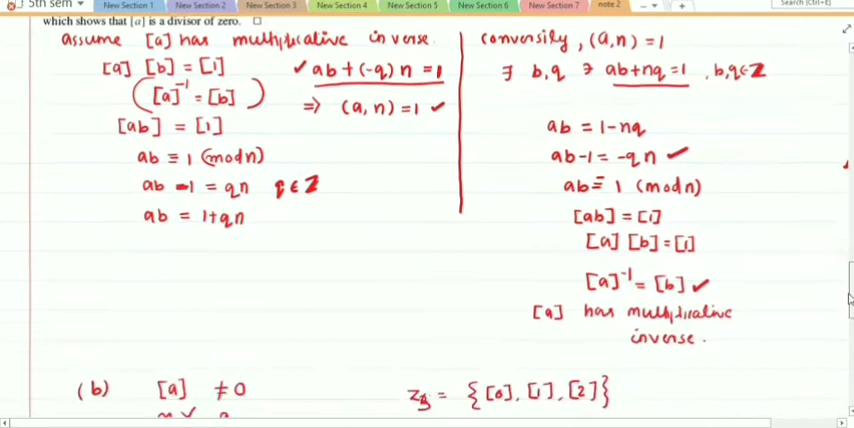 5th sem
New Section 1
New Section 2
New Section 3
New Section 4
New Section 5
New Section 6
New Section 7
note 2
Search (Ctrl+E)
which shows that [a] is a divisor of zero. □
assume [a] has multiplicative inverse.
[a] [b] = [1]
([a]⁻¹ = [b])
[ab] = [1]
ab ≡ 1 (mod n)
ab - 1 = qn q ∈ Z
ab = 1+qn
✓ ab + (-q) n = 1
⇒ (a, n) = 1 ✓
conversily, (a,n) = 1
∃ b,q ∋ ab+nq=1, b,q∈Z
ab = 1-nq
ab-1 = -qn ✓
ab ≡ 1 (mod n)
[ab] = [1]
[a] [b] = [1]
[a]⁻¹ = [b] ✓
[a] has multiplicative
inverse.
(b) [a] ≠ 0
Z₃ = {[0], [1], [2]}